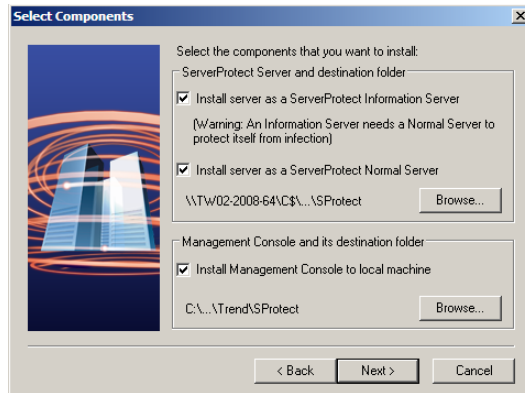 Select Components
Select the components that you want to install:
ServerProtect Server and destination folder
Install server as a ServerProtect Information Server
(Warning: An Information Server needs a Normal Server to
protect itself from infection)
Install server as a ServerProtect Normal Server
\\TW02-2008-64\C$\...\SProtect
Browse...
Management Console and its destination folder
Install Management Console to local machine
C:\...\Trend\SProtect
Browse...
< Back
Next >
Cancel